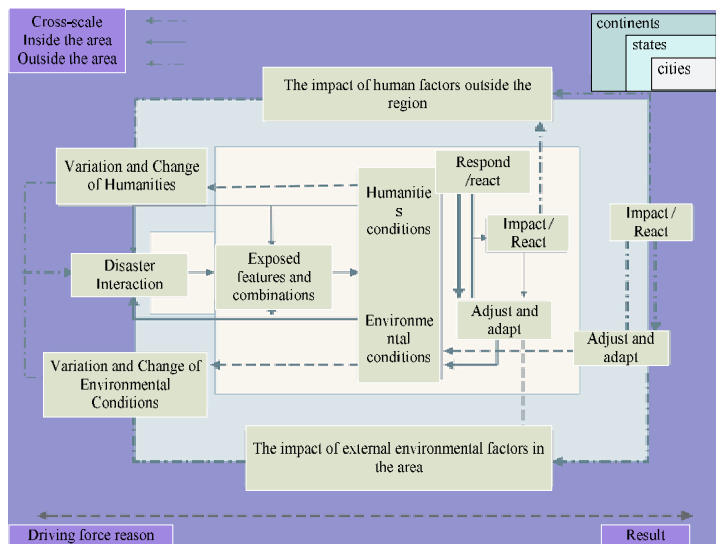 Cross-scale
Inside the area
Outside the area
continents
states
cities
The impact of human factors outside the
region
Variation and Change
of Humanities
Respond
/react
Humanitie
s
conditions
Impact /
React
Impact /
React
Disaster
Interaction
Exposed
features and
combinations
Environme
ntal
conditions
Adjust and
adapt
Adjust and
adapt
Variation and Change of
Environmental
Conditions
The impact of external environmental factors in
the area
Driving force reason
Result